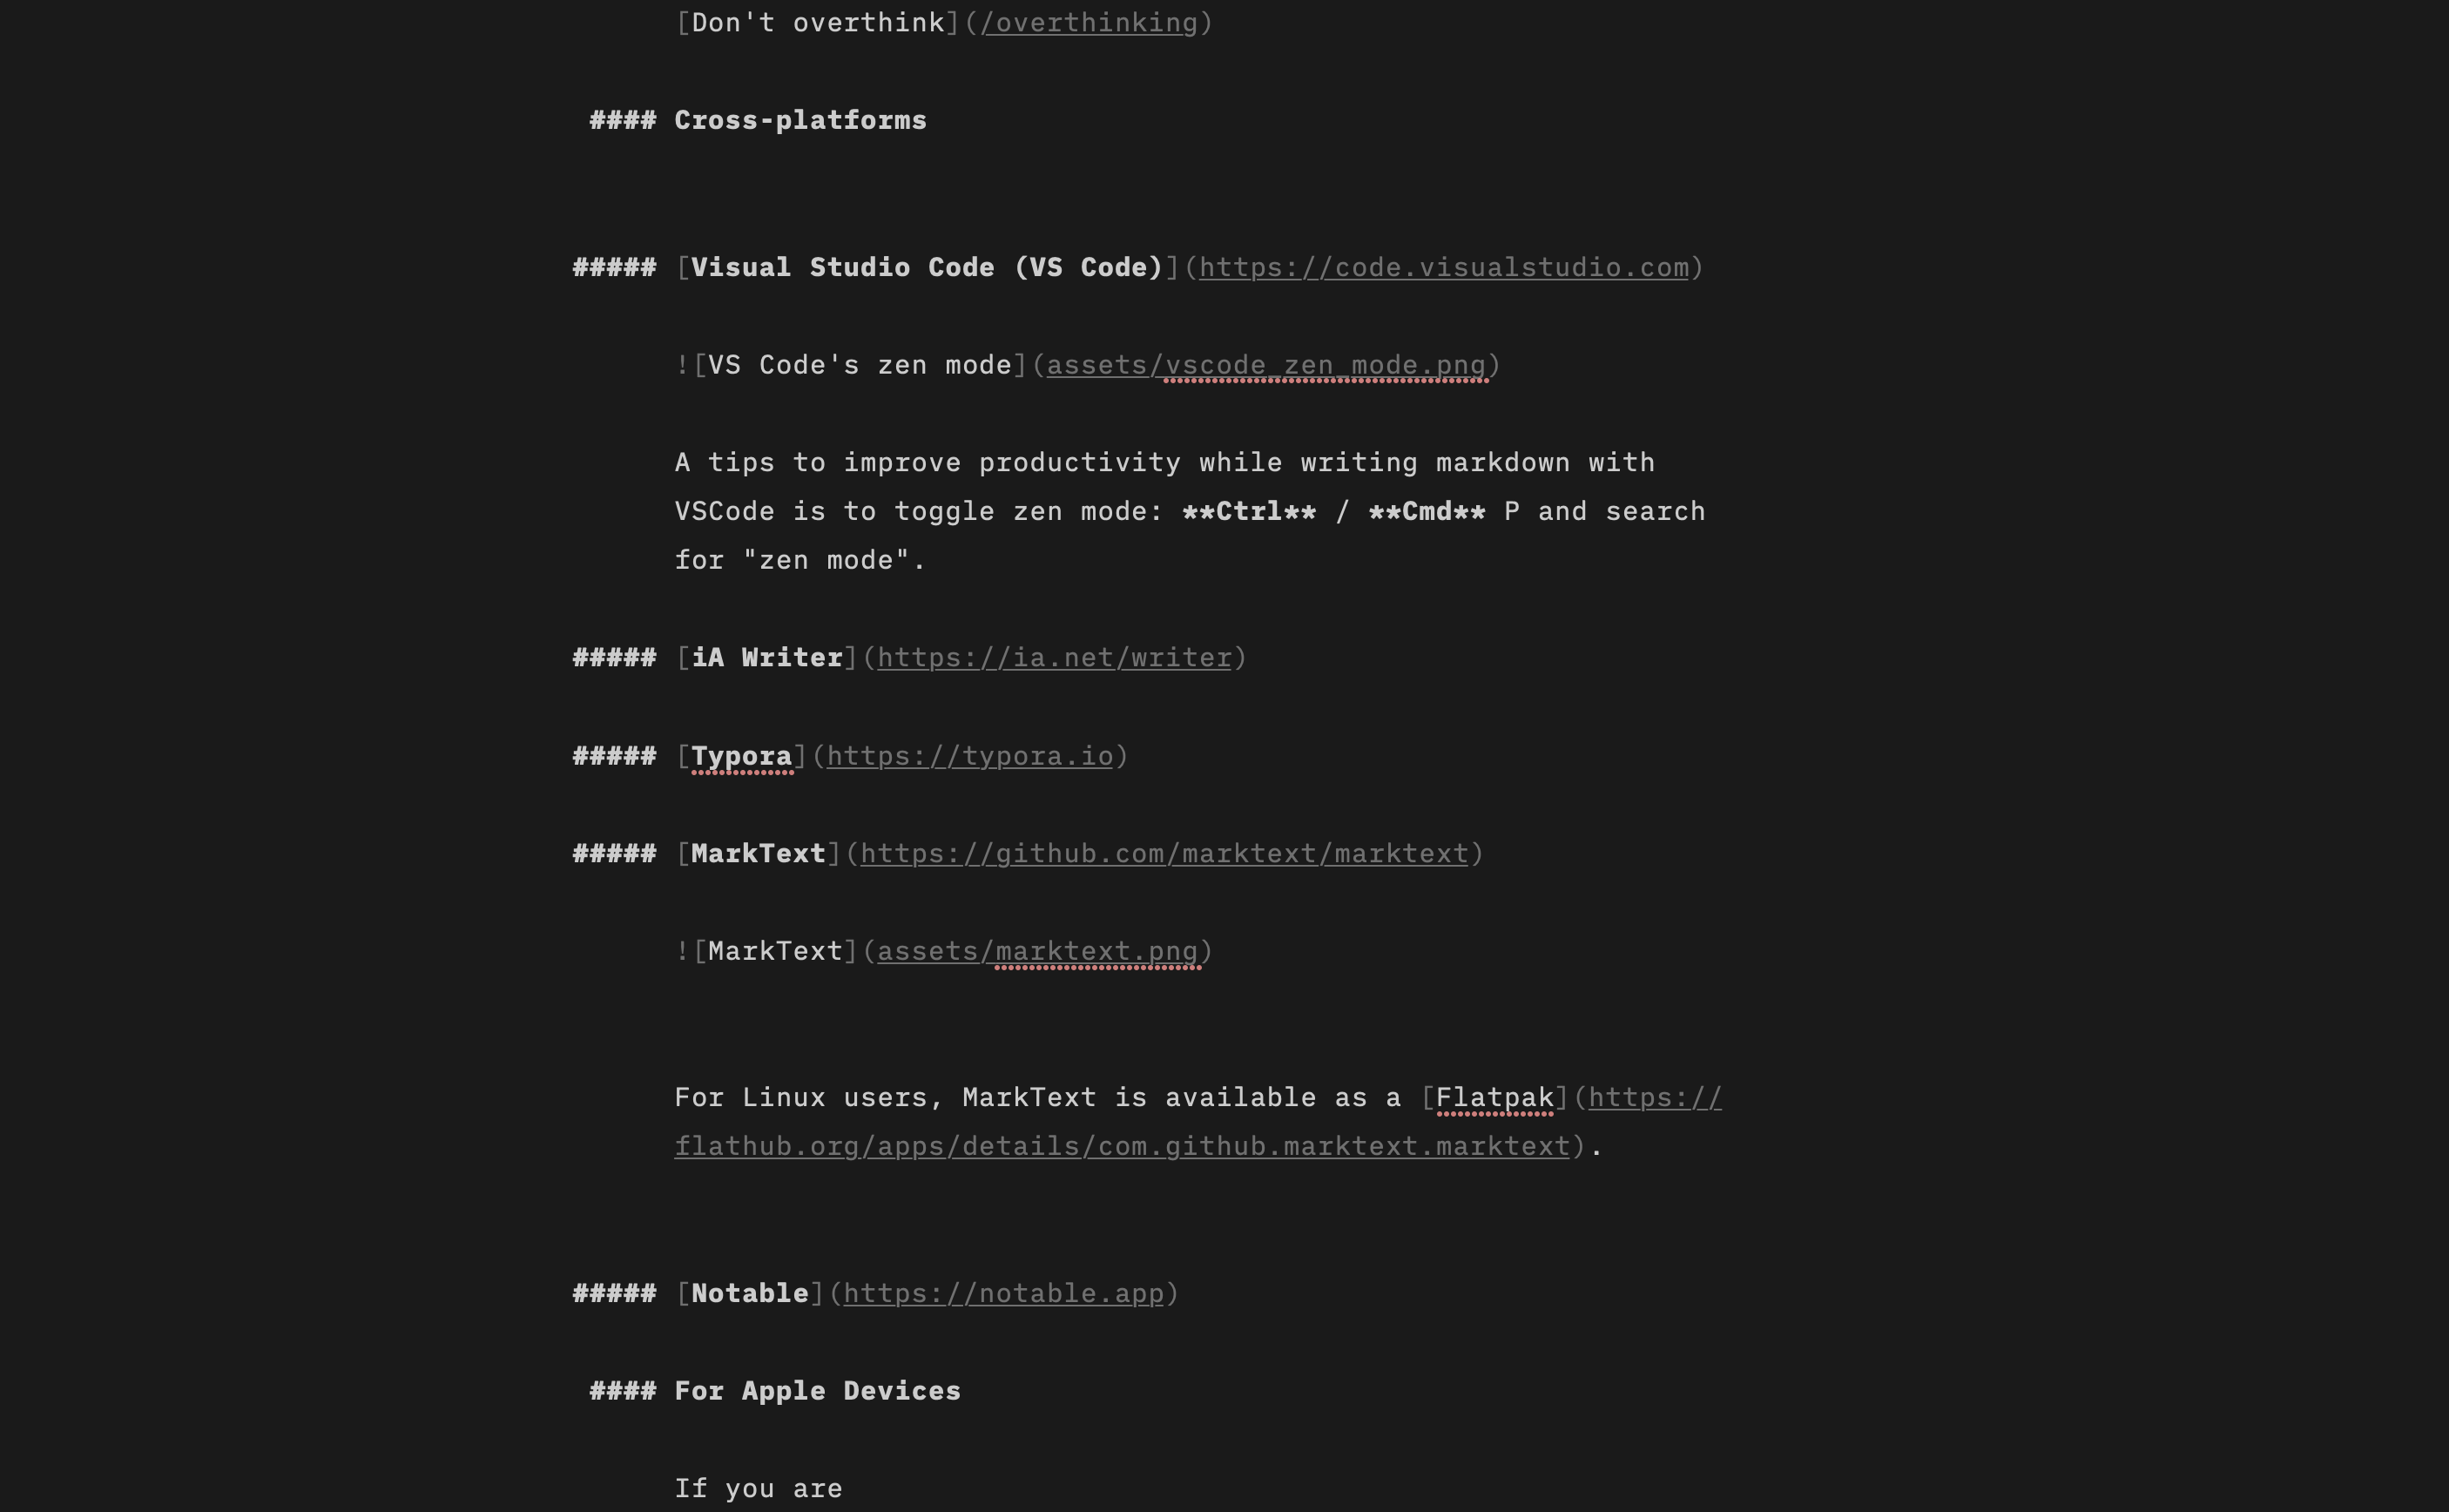 [Don't overthink](/overthinking)
#### Cross-platforms
##### [Visual Studio Code (VS Code)](https://code.visualstudio.com)
![VS Code's zen mode](assets/vscode_zen_mode.png)
A tips to improve productivity while writing markdown with
VSCode is to toggle zen mode: **Ctrl** / **Cmd** P and search
for "zen mode".
##### [iA Writer](https://ia.net/writer)
##### [Typora](https://typora.io)
##### [MarkText](https://github.com/marktext/marktext)
![MarkText](assets/marktext.png)
For Linux users, MarkText is available as a [Flatpak](https://
flathub.org/apps/details/com.github.marktext.marktext).
##### [Notable](https://notable.app)
#### For Apple Devices
If you are